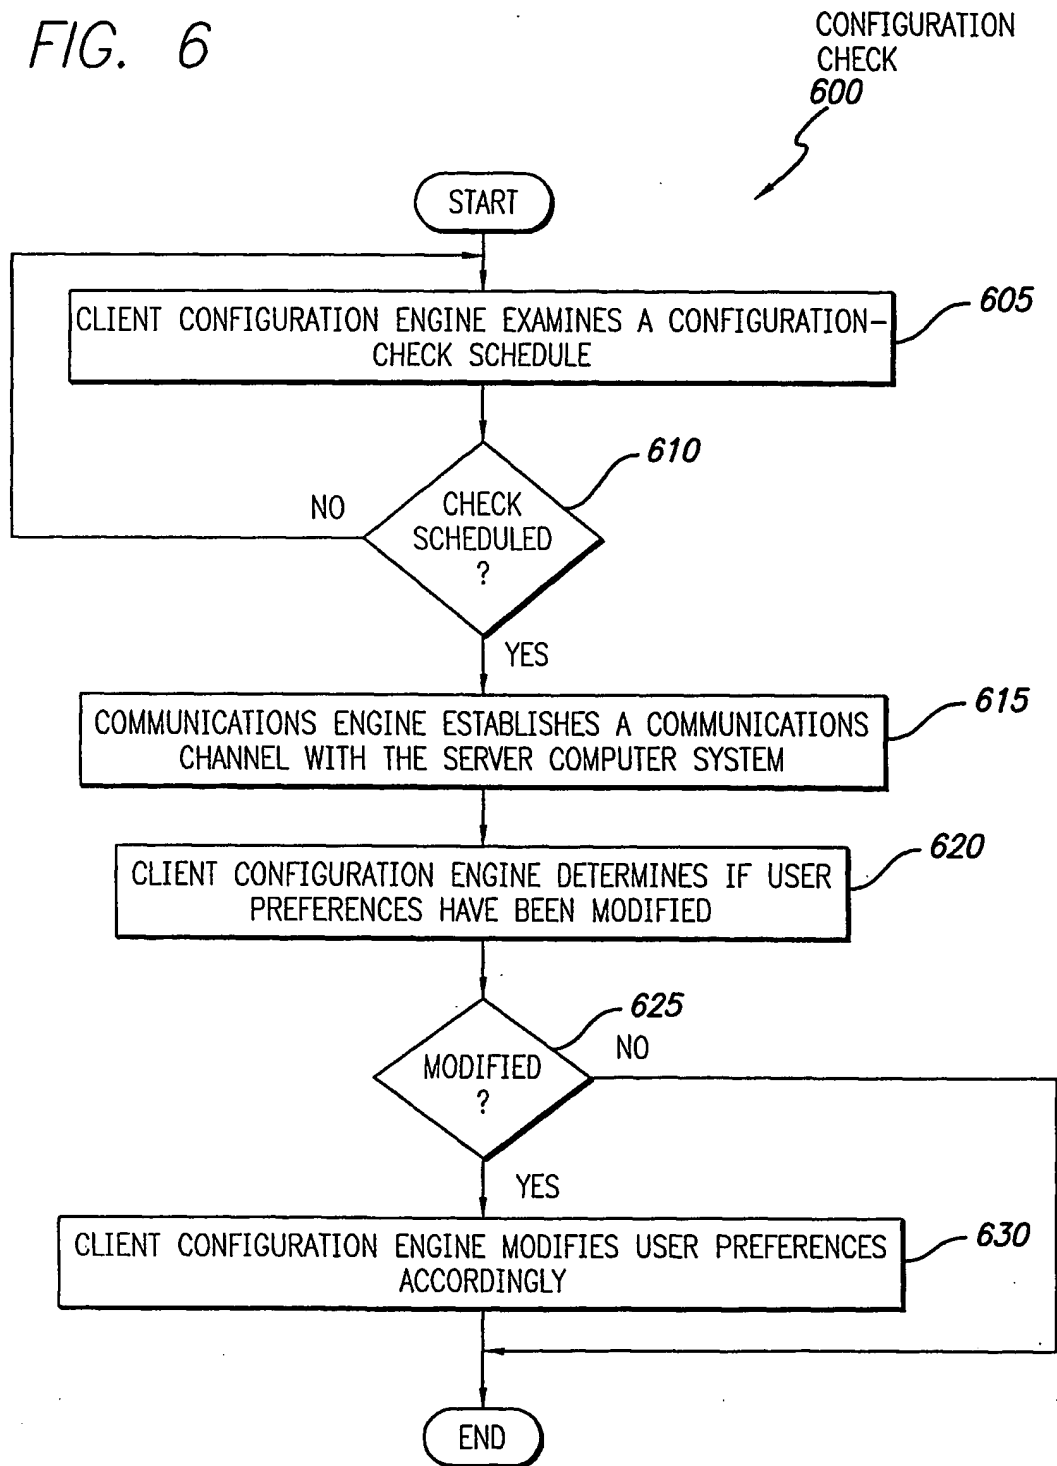 FIG. 6
CONFIGURATION
CHECK
600
START
CLIENT CONFIGURATION ENGINE EXAMINES A CONFIGURATION-
CHECK SCHEDULE
605
610
CHECK
SCHEDULED
?
NO
YES
COMMUNICATIONS ENGINE ESTABLISHES A COMMUNICATIONS
CHANNEL WITH THE SERVER COMPUTER SYSTEM
615
CLIENT CONFIGURATION ENGINE DETERMINES IF USER
PREFERENCES HAVE BEEN MODIFIED
620
625
MODIFIED
?
NO
YES
CLIENT CONFIGURATION ENGINE MODIFIES USER PREFERENCES
ACCORDINGLY
630
END